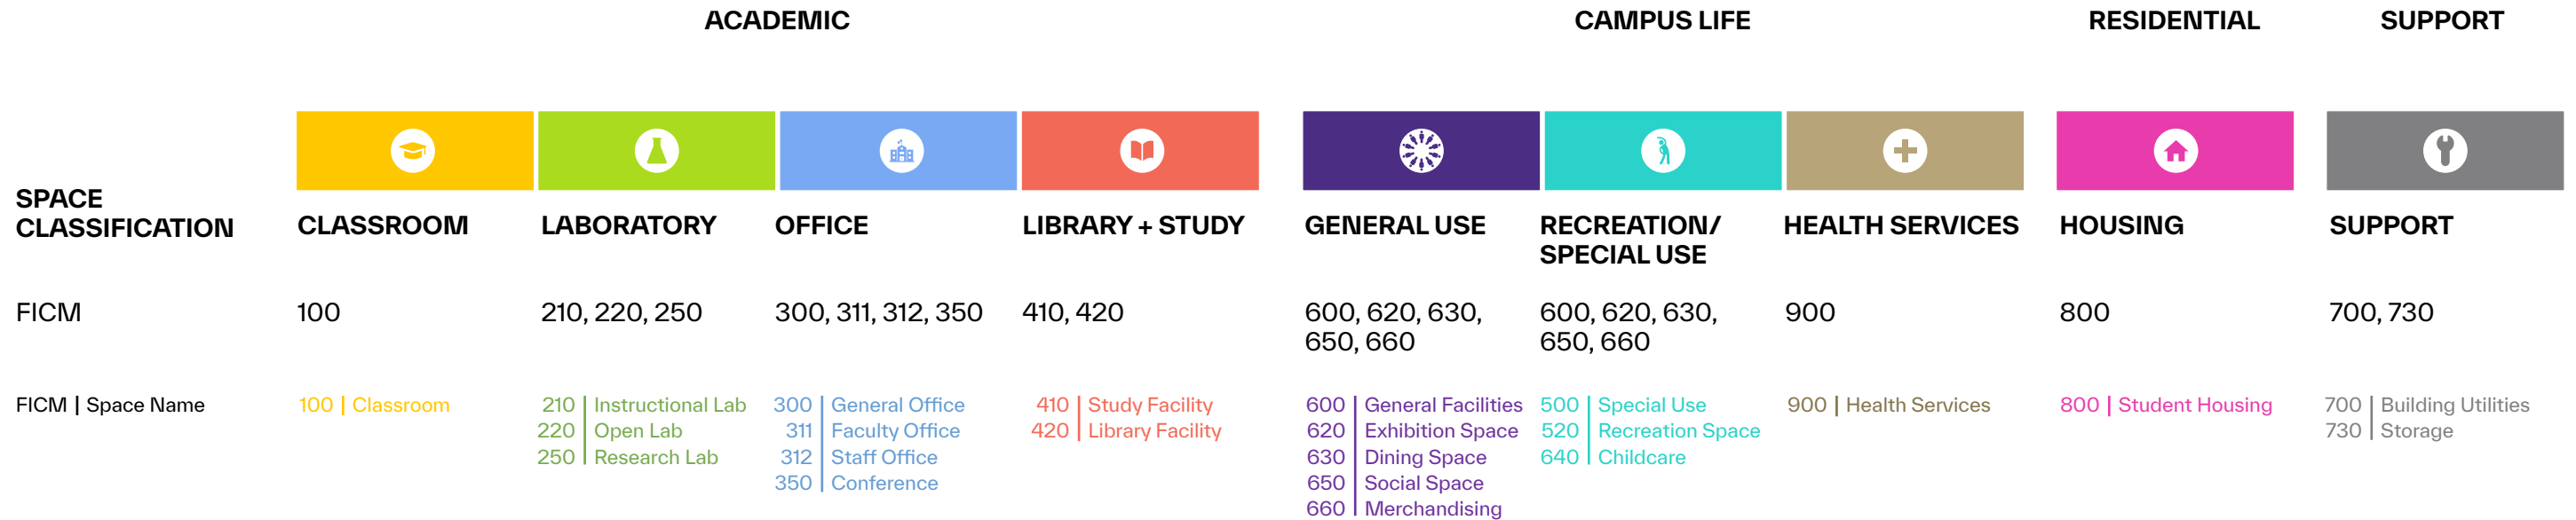 ACADEMIC
CAMPUS LIFE
RESIDENTIAL
SUPPORT
SPACE
CLASSIFICATION
CLASSROOM
LABORATORY
OFFICE
LIBRARY + STUDY
GENERAL USE
RECREATION/
SPECIAL USE
HEALTH SERVICES
HOUSING
SUPPORT
FICM
100
210, 220, 250
300, 311, 312, 350
410, 420
600, 620, 630,
650, 660
600, 620, 630,
650, 660
900
800
700, 730
FICM | Space Name
100 | Classroom
210 | Instructional Lab
220 | Open Lab
250 | Research Lab
300 | General Office
311 | Faculty Office
312 | Staff Office
350 | Conference
410 | Study Facility
420 | Library Facility
600 | General Facilities
620 | Exhibition Space
630 | Dining Space
650 | Social Space
660 | Merchandising
500 | Special Use
520 | Recreation Space
640 | Childcare
900 | Health Services
800 | Student Housing
700 | Building Utilities
730 | Storage